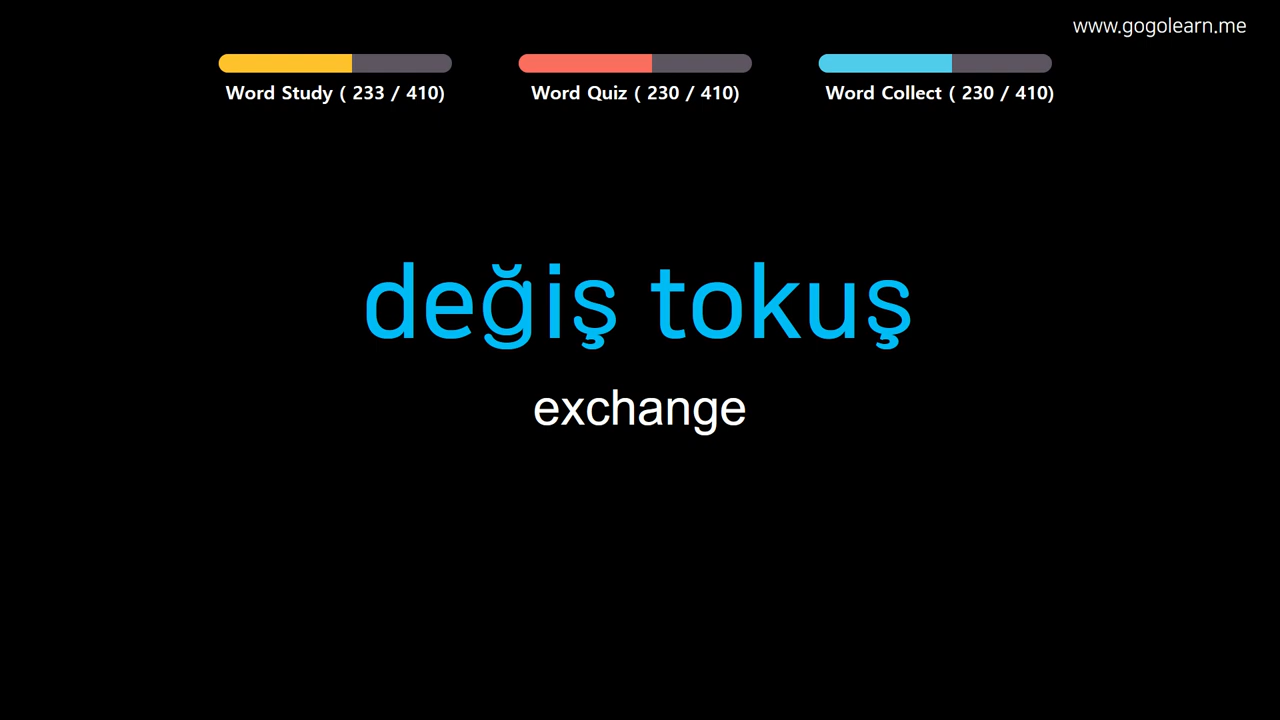 www.gogolearn.me
Word Study ( 233 / 410)
Word Quiz ( 230 / 410)
Word Collect ( 230 / 410)
değiş tokuş
exchange